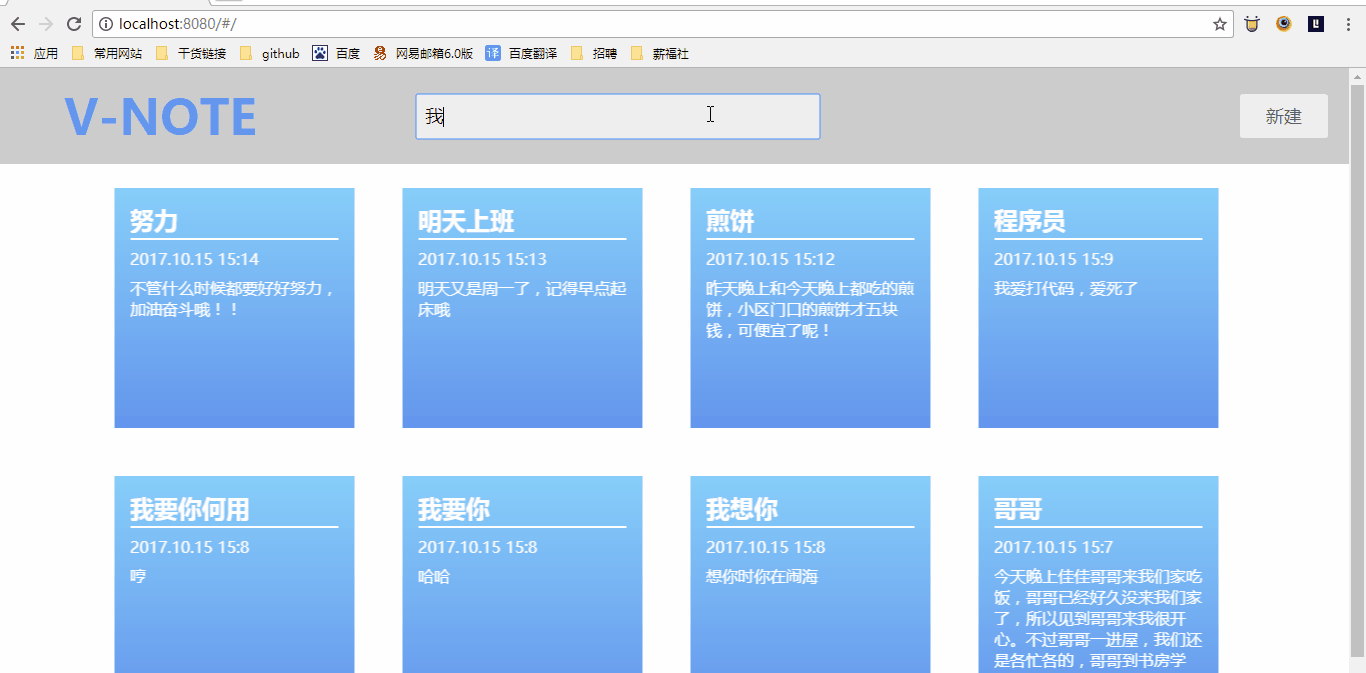 localhost:8080/#/
应用 常用网站 干货链接 github 百度 网易邮箱6.0版 译 百度翻译 招聘 薪福社
V-NOTE
我
新建
努力
2017.10.15 15:14
不管什么时候都要好好努力，
加油奋斗哦！！
明天上班
2017.10.15 15:13
明天又是周一了，记得早点起
床哦
煎饼
2017.10.15 15:12
昨天晚上和今天晚上都吃的煎
饼，小区门口的煎饼才五块
钱，可便宜了呢！
程序员
2017.10.15 15:9
我爱打代码，爱死了
我要你何用
2017.10.15 15:8
哼
我要你
2017.10.15 15:8
哈哈
我想你
2017.10.15 15:8
想你时你在闹海
哥哥
2017.10.15 15:7
今天晚上佳佳哥哥来我们家吃
饭，哥哥已经好久没来我们家
了，所以见到哥哥来我很开
心。不过哥哥一进屋，我们还
是各忙各的，哥哥到书房学